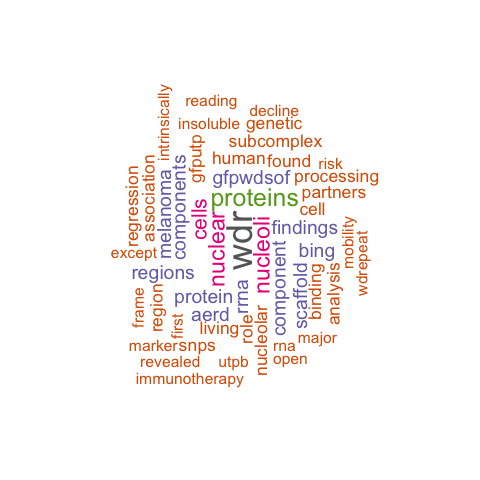 reading
decline
intrinsically
insoluble
genetic
subcomplex
gfputp
human
found
risk
regression
association
melanoma
components
gfpwdsof
processing
proteins
partners
cells
nuclear
wdr
nucleoli
cell
findings
mobility
except
regions
component
bing
scaffold
binding
analysis
wdrepeat
frame
region
protein
rrna
aerd
first
living
role
nucleolar
major
marker
snps
rna
revealed
utpb
open
immunotherapy